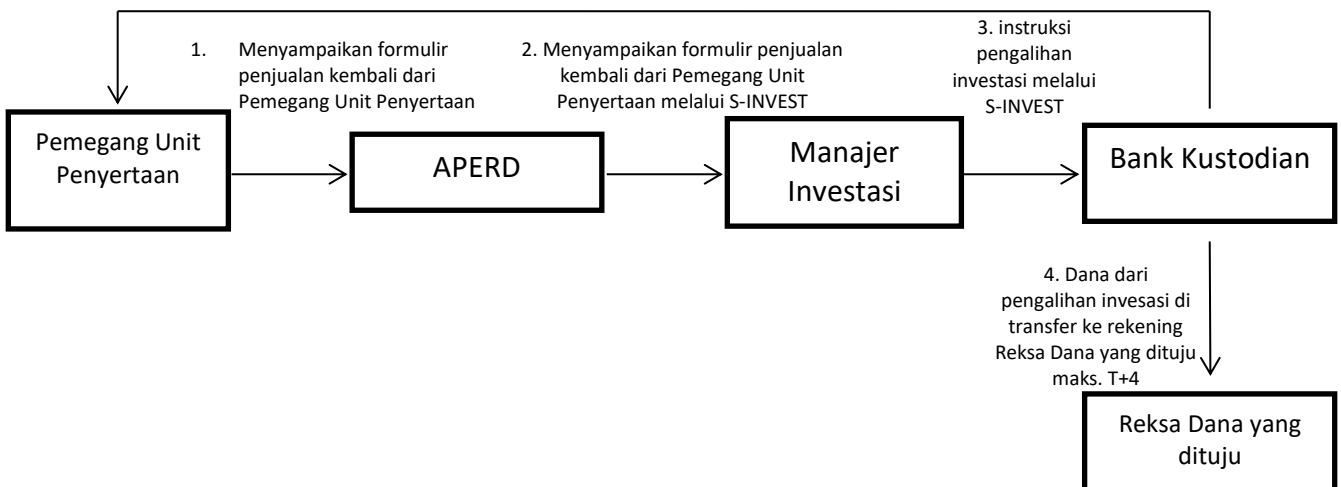 1. Menyampaikan formulir
penjualan kembali dari
Pemegang Unit Penyertaan
2. Menyampaikan formulir penjualan
kembali dari Pemegang Unit
Penyertaan melalui S-INVEST
3. instruksi
pengalihan
investasi melalui
S-INVEST
Pemegang Unit
Penyertaan
APERD
Manajer
Investasi
Bank Kustodian
4. Dana dari
pengalihan invesasi di
transfer ke rekening
Reksa Dana yang dituju
maks. T+4
Reksa Dana yang
dituju